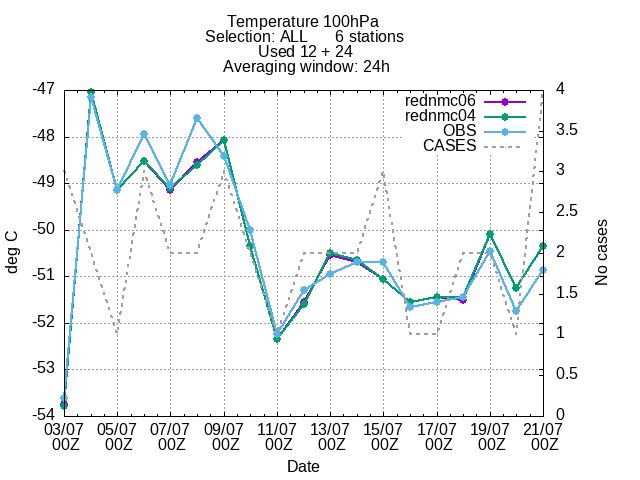 Temperature 100hPa
Selection: ALL 6 stations
Used 12 + 24
Averaging window: 24h
rednmc06
rednmc04
OBS
CASES
-47
-48
-49
-50
-51
-52
-53
-54
deg C
4
3.5
3
2.5
2
1.5
1
0.5
0
No cases
03/07 05/07 07/07 09/07 11/07 13/07 15/07 17/07 19/07 21/07
00Z 00Z 00Z 00Z 00Z 00Z 00Z 00Z 00Z 00Z
Date